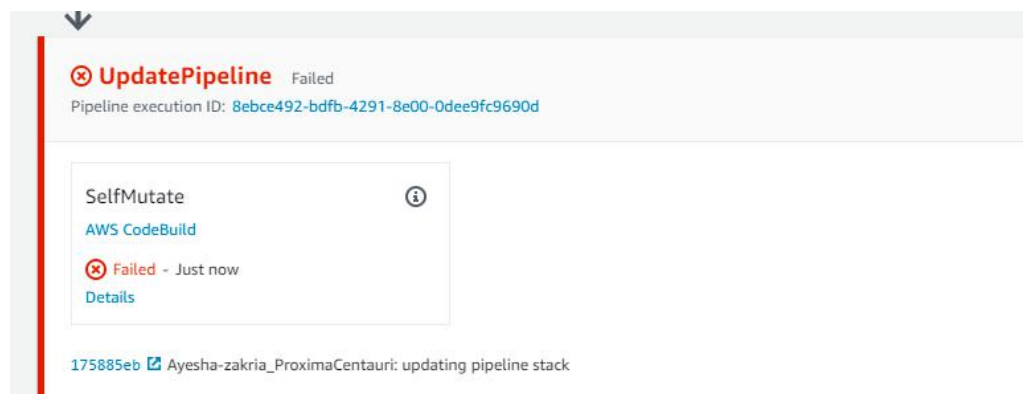 UpdatePipeline Failed
Pipeline execution ID: 8ebce492-bdfb-4291-8e00-0dee9fc9690d
SelfMutate
AWS CodeBuild
Failed - Just now
Details
175885eb Ayesha-zakria_ProximaCentauri: updating pipeline stack